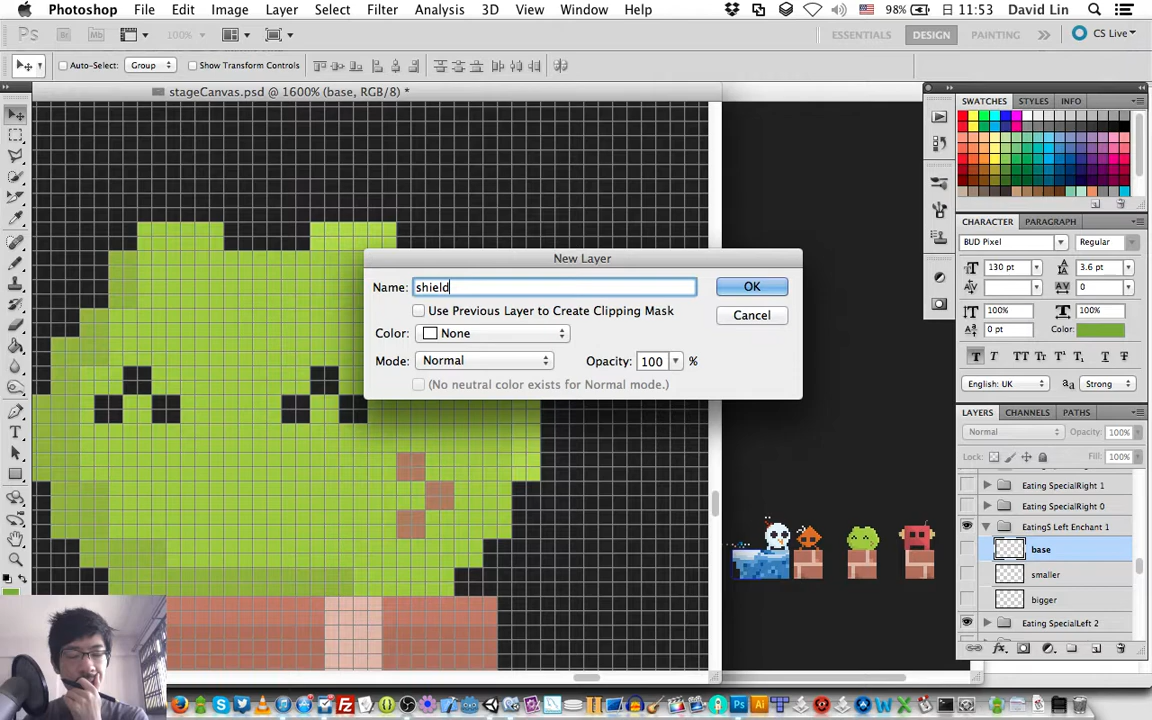 Photoshop File Edit Image Layer Select Filter Analysis 3D View Window Help 98% 日 11:53 David Lin
Ps Br Mb 100% ESSENTIALS DESIGN PAINTING CS Live
Auto-Select: Group Show Transform Controls
stageCanvas.psd @ 1600% (base, RGB/8) *
SWATCHES STYLES INFO
CHARACTER PARAGRAPH
BUD Pixel Regular
130 pt 3.6 pt
0
100% 100%
0 pt Color:
English: UK Strong
New Layer
Name: shield OK
Use Previous Layer to Create Clipping Mask Cancel
Color: None
Mode: Normal Opacity: 100 %
(No neutral color exists for Normal mode.)
LAYERS CHANNELS PATHS
Normal Opacity: 100%
Lock: Fill: 100%
Eating SpecialRight 1
Eating SpecialRight 0
EatingS Left Enchant 1
base
smaller
bigger
Eating SpecialLeft 2